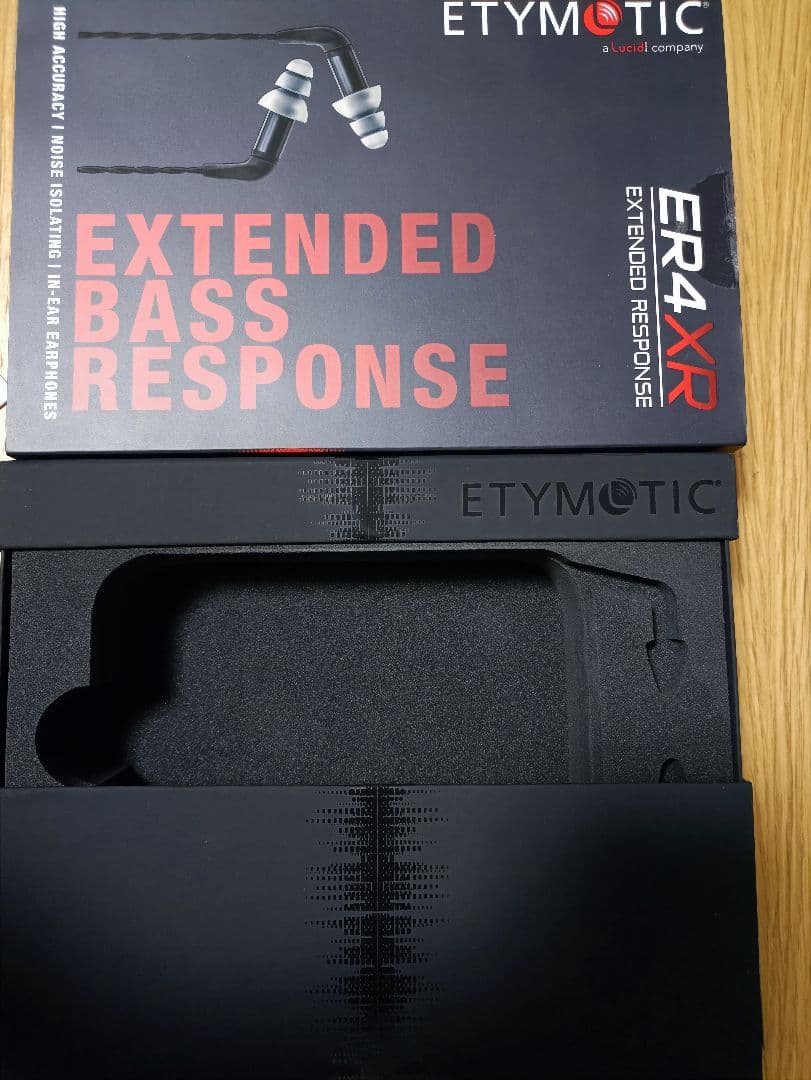 ETYMOTIC
a Lucid company
HIGH ACCURACY | NOISE ISOLATING | IN-EAR EARPHONES
EXTENDED
BASS
RESPONSE
ER4XR
EXTENDED RESPONSE
ETYMOTIC